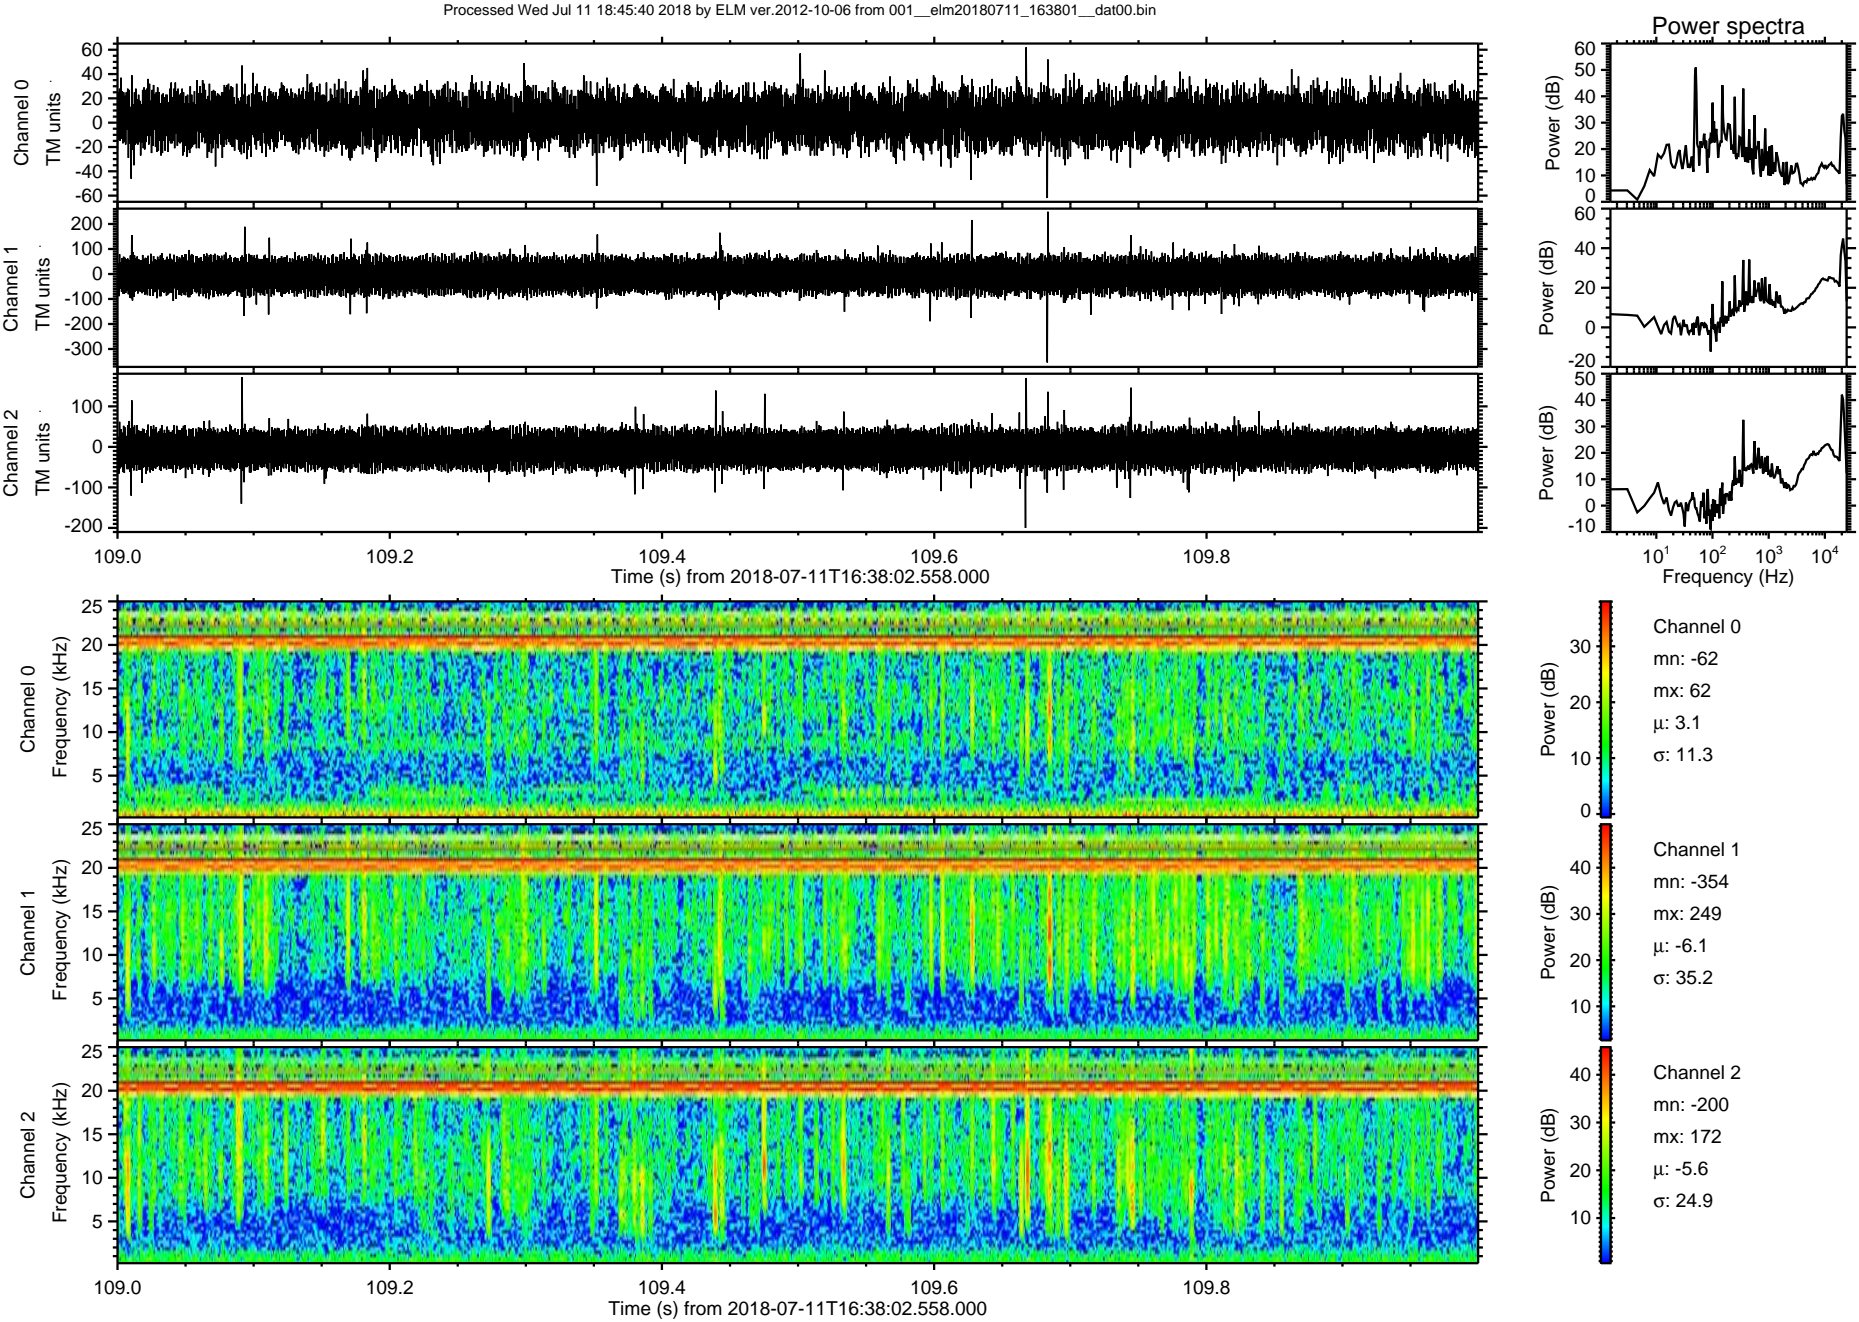 Processed Wed Jul 11 18:45:40 2018 by ELM ver.2012-10-06 from 001__elm20180711_163801__dat00.bin
Power spectra
Channel 0
TM units
60
40
20
0
-20
-40
-60
Power (dB)
60
50
40
30
20
10
0
Channel 1
TM units
200
100
0
-100
-200
-300
Power (dB)
60
40
20
0
-20
Channel 2
TM units
100
0
-100
-200
Power (dB)
50
40
30
20
10
0
-10
109.0 109.2 109.4 109.6 109.8
Time (s) from 2018-07-11T16:38:02.558.000
10¹ 10² 10³ 10⁴
Frequency (Hz)
Channel 0
Frequency (kHz)
25
20
15
10
5
Power (dB)
30
20
10
0
Channel 0
mn: -62
mx: 62
µ: 3.1
σ: 11.3
Channel 1
Frequency (kHz)
25
20
15
10
5
Power (dB)
40
30
20
10
Channel 1
mn: -354
mx: 249
µ: -6.1
σ: 35.2
Channel 2
Frequency (kHz)
25
20
15
10
5
Power (dB)
40
30
20
10
Channel 2
mn: -200
mx: 172
µ: -5.6
σ: 24.9
109.0 109.2 109.4 109.6 109.8
Time (s) from 2018-07-11T16:38:02.558.000